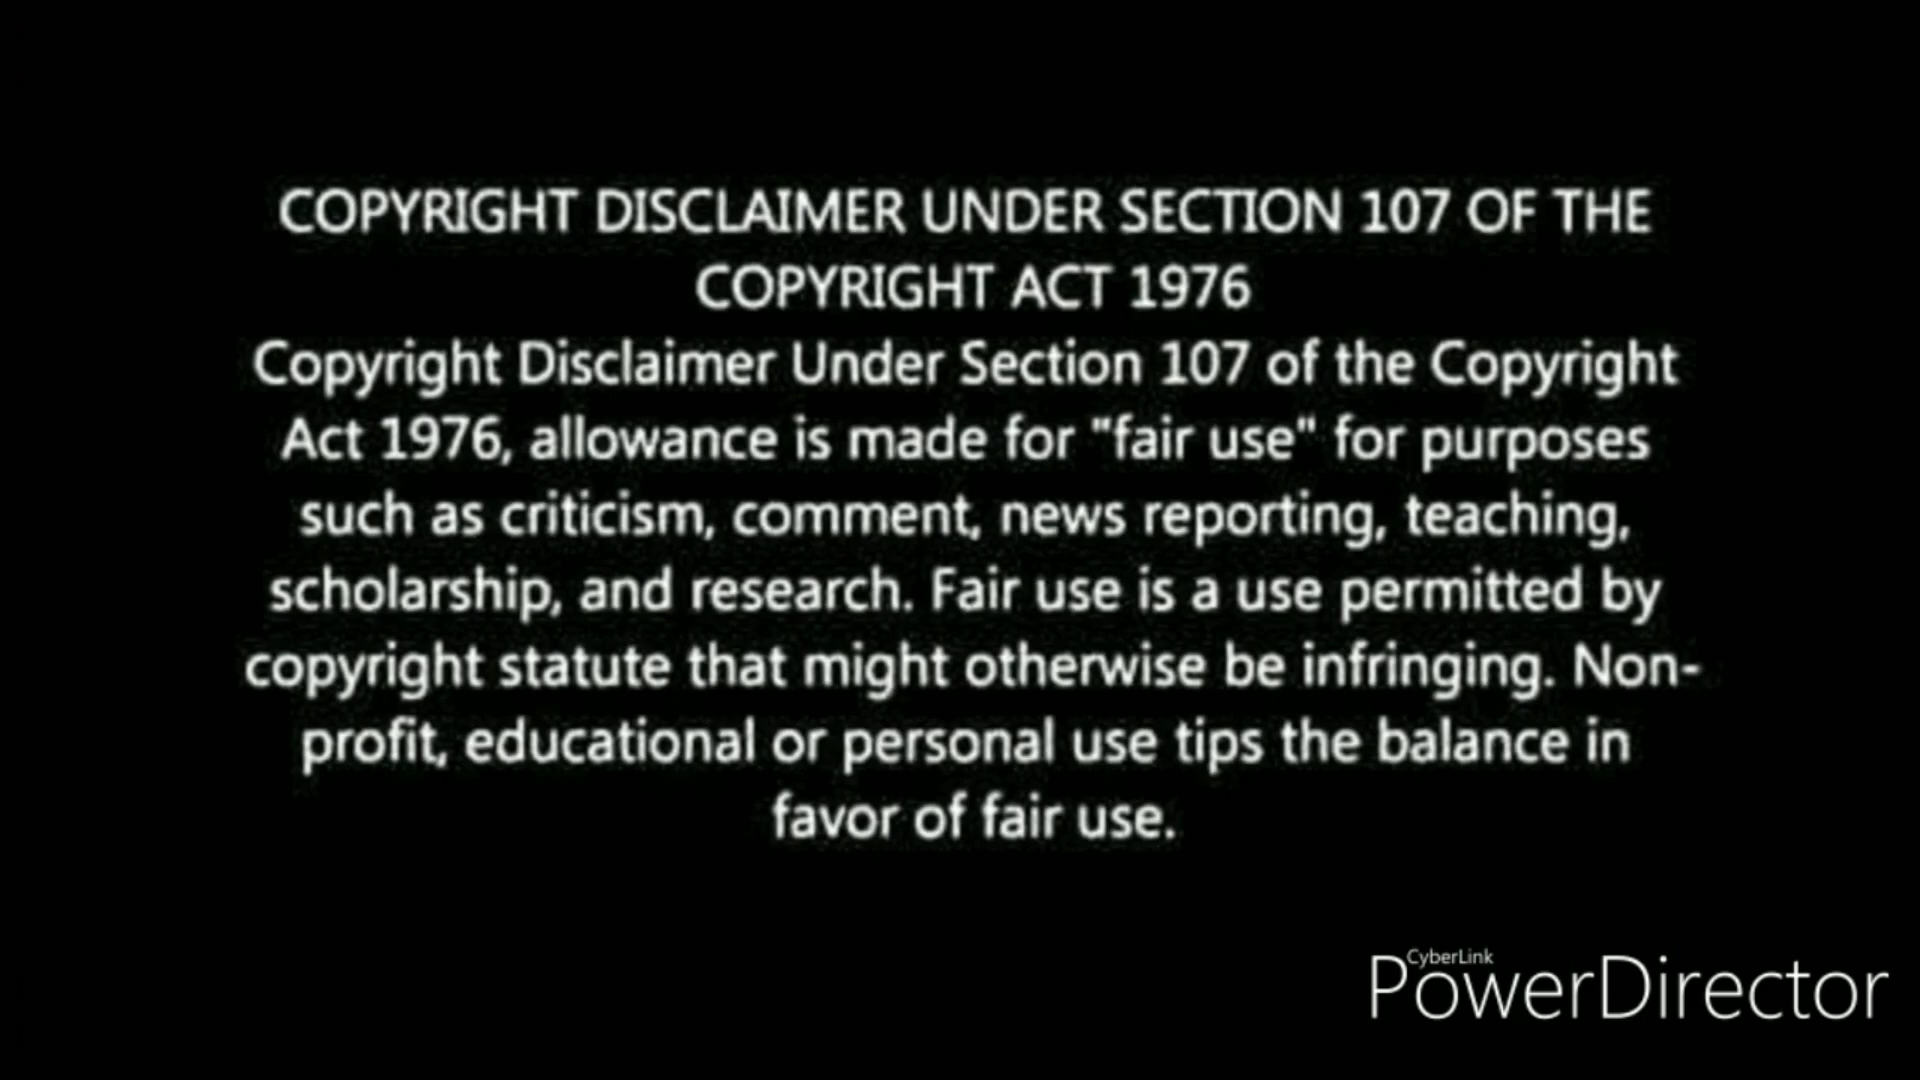 COPYRIGHT DISCLAIMER UNDER SECTION 107 OF THE
COPYRIGHT ACT 1976
Copyright Disclaimer Under Section 107 of the Copyright
Act 1976, allowance is made for "fair use" for purposes
such as criticism, comment, news reporting, teaching,
scholarship, and research. Fair use is a use permitted by
copyright statute that might otherwise be infringing. Non-
profit, educational or personal use tips the balance in
favor of fair use.
CyberLink
PowerDirector